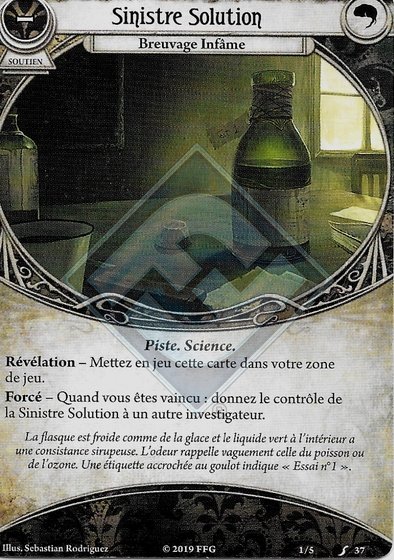 Sinistre Solution
Breuvage Infâme
SOUTIEN
Piste. Science.
Révélation – Mettez en jeu cette carte dans votre zone
de jeu.
Forcé – Quand vous êtes vaincu : donnez le contrôle de
la Sinistre Solution à un autre investigateur.
La flasque est froide comme de la glace et le liquide vert à l'intérieur a
une consistance sirupeuse. L'odeur rappelle vaguement celle du poisson ou
de l'ozone. Une étiquette accrochée au goulot indique « Essai n°1 ».
Illus. Sebastian Rodriguez
© 2019 FFG
1/5
37